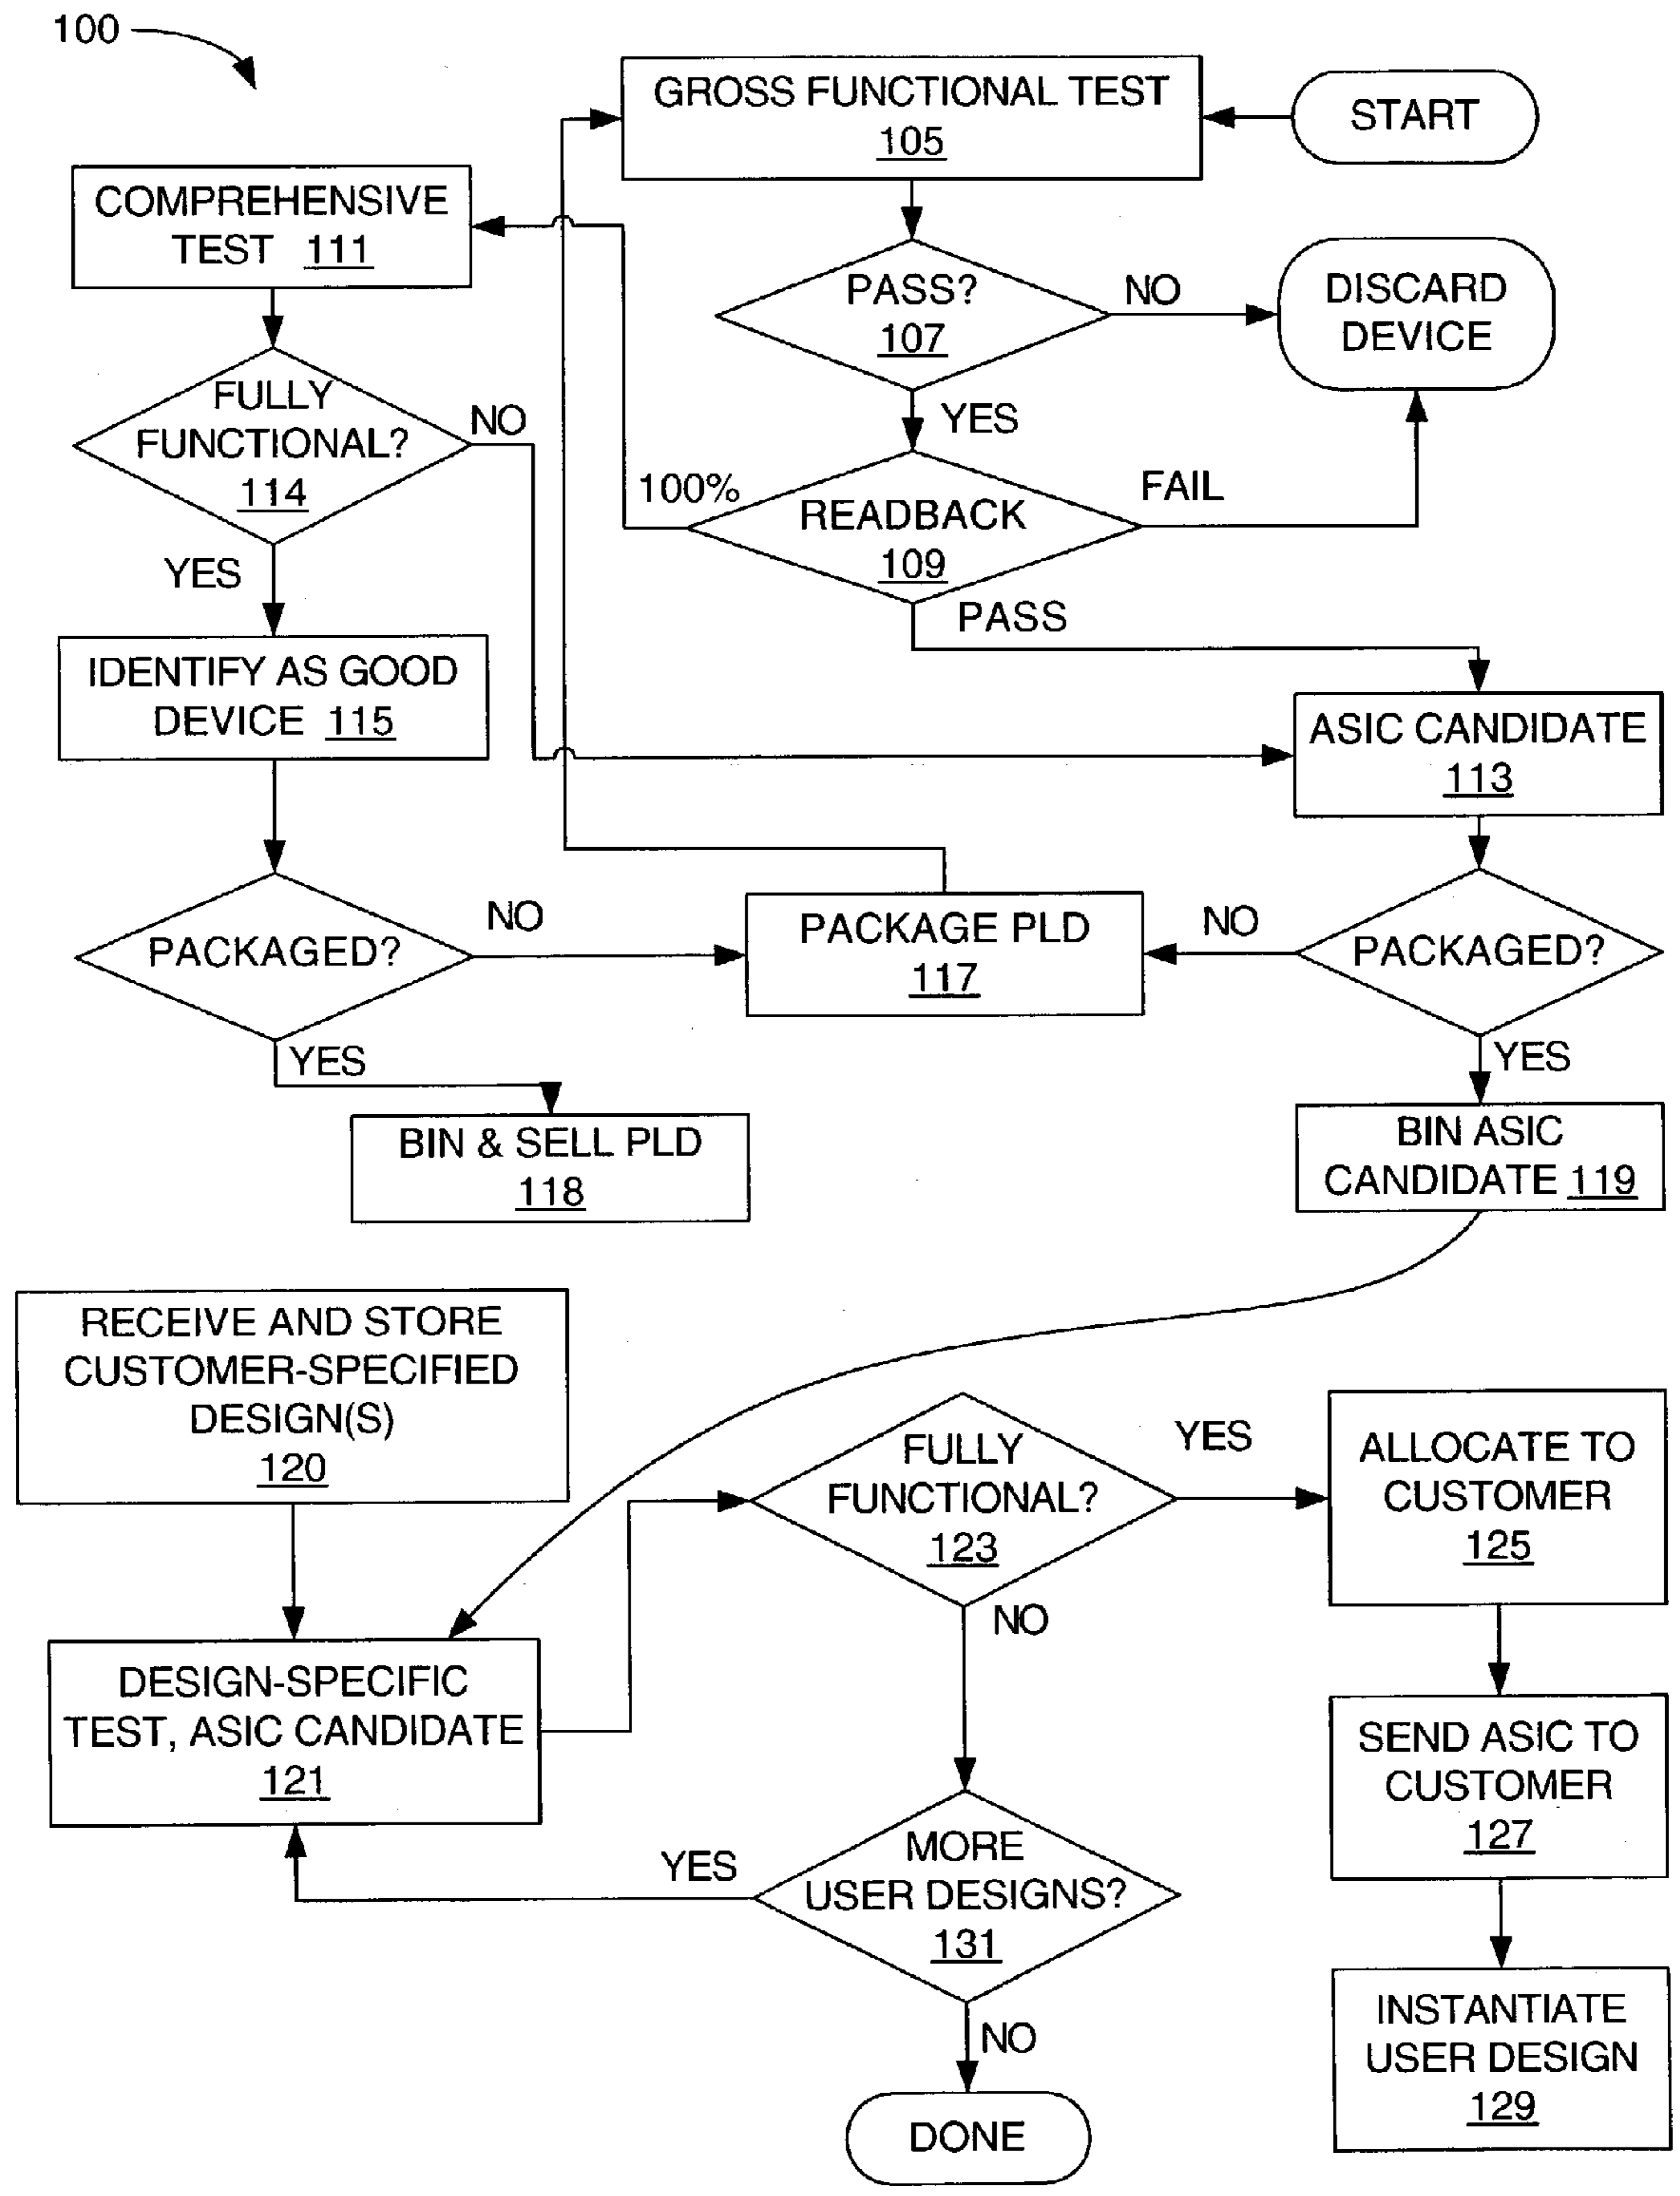 100
GROSS FUNCTIONAL TEST
105
START
COMPREHENSIVE
TEST 111
PASS?
107
NO
DISCARD
DEVICE
YES
FULLY
FUNCTIONAL?
114
NO
100%
READBACK
109
FAIL
YES
PASS
IDENTIFY AS GOOD
DEVICE 115
ASIC CANDIDATE
113
PACKAGED?
NO
PACKAGE PLD
117
NO
PACKAGED?
YES
YES
BIN & SELL PLD
118
BIN ASIC
CANDIDATE 119
RECEIVE AND STORE
CUSTOMER-SPECIFIED
DESIGN(S)
120
FULLY
FUNCTIONAL?
123
YES
ALLOCATE TO
CUSTOMER
125
NO
DESIGN-SPECIFIC
TEST, ASIC CANDIDATE
121
SEND ASIC TO
CUSTOMER
127
YES
MORE
USER DESIGNS?
131
NO
INSTANTIATE
USER DESIGN
129
DONE